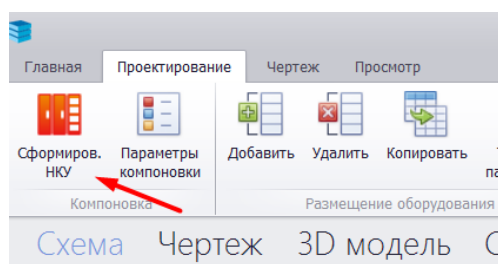 Главная Проектирование Чертеж Просмотр
Сформиров. НКУ
Параметры компоновки
Добавить Удалить Копировать
Компоновка Размещение оборудования
Схема Чертеж 3D модель